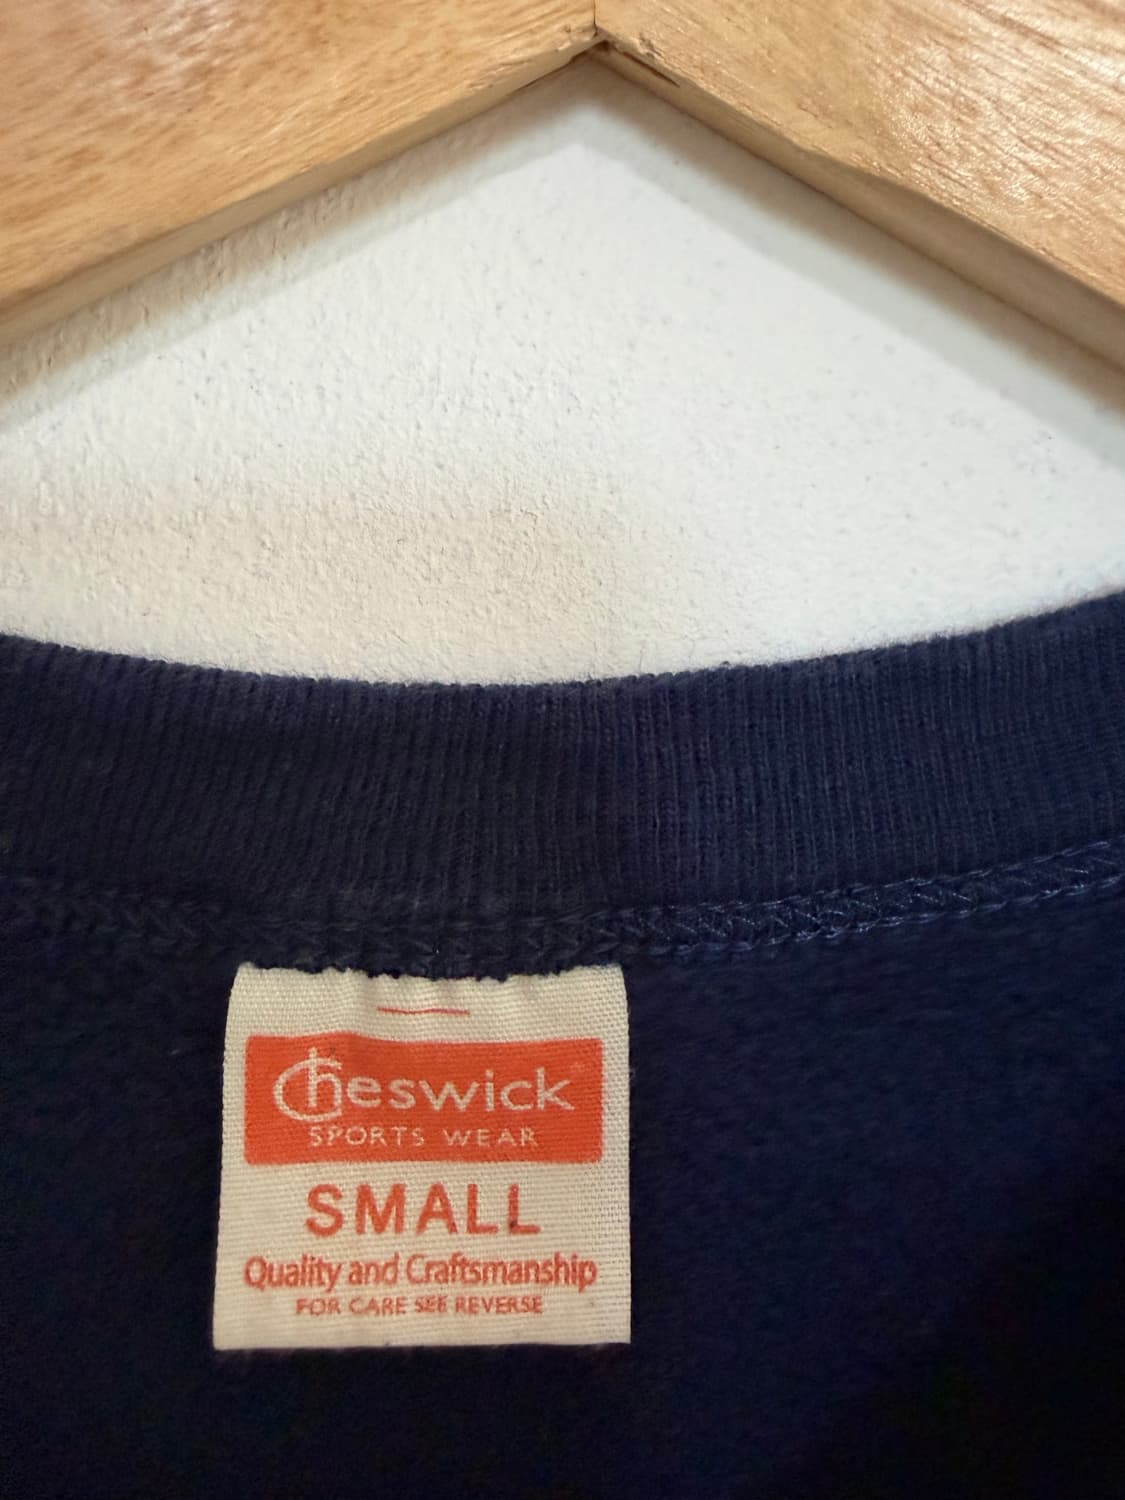 Cheswick
SPORTS WEAR
SMALL
Quality and Craftsmanship
FOR CARE SEE REVERSE